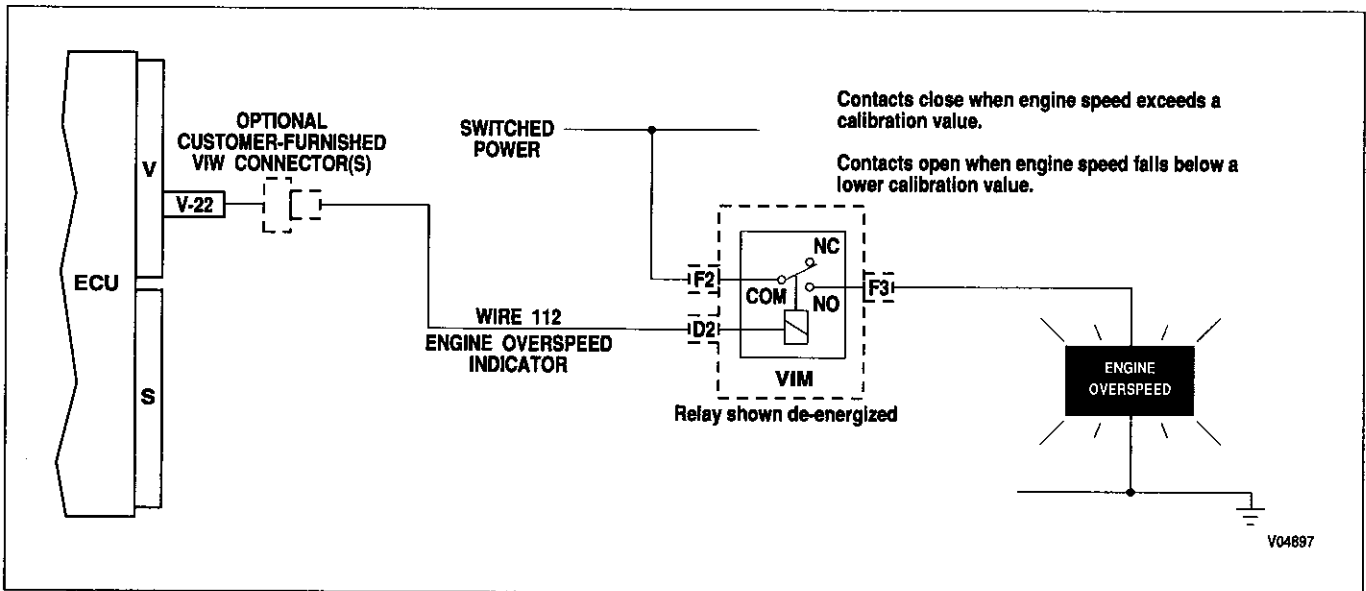 OPTIONAL
CUSTOMER-FURNISHED
VIW CONNECTOR(S)
SWITCHED
POWER
Contacts close when engine speed exceeds a
calibration value.
Contacts open when engine speed falls below a
lower calibration value.
V
V-22
ECU
S
WIRE 112
ENGINE OVERSPEED
INDICATOR
F2
D2
NC
COM
NO
F3
VIM
Relay shown de-energized
ENGINE
OVERSPEED
V04897